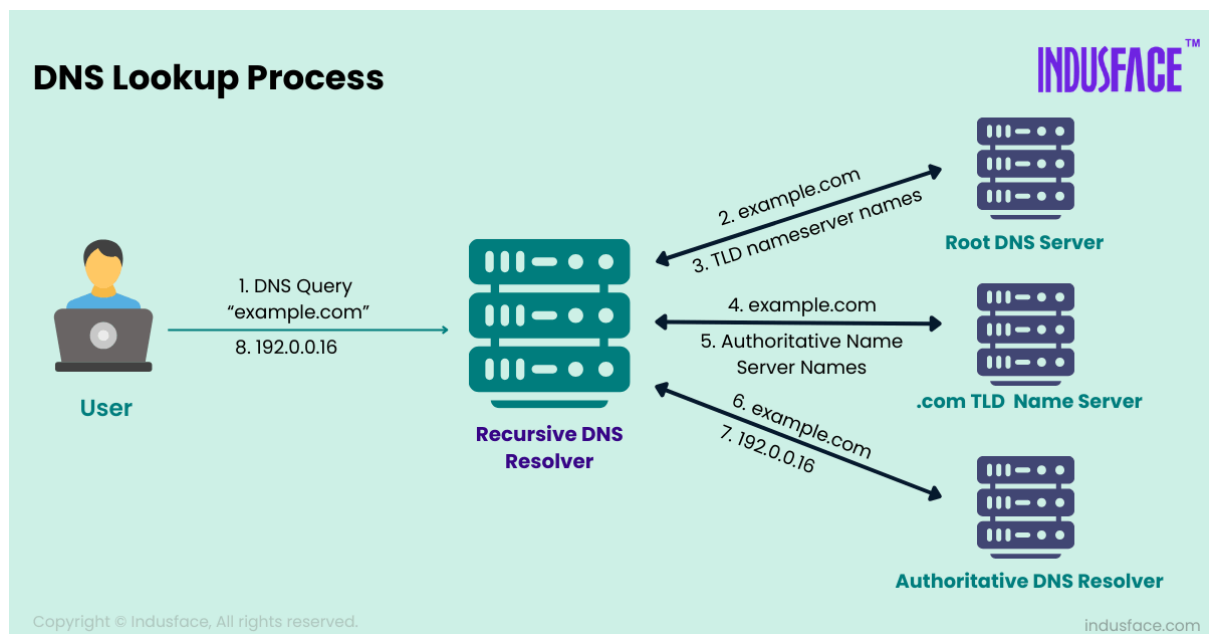 DNS Lookup Process
INDUSFACE™
1. DNS Query
“example.com”
8. 192.0.0.16
User
Recursive DNS
Resolver
2. example.com
3. TLD nameserver names
Root DNS Server
4. example.com
5. Authoritative Name
Server Names
.com TLD Name Server
6. example.com
7. 192.0.0.16
Authoritative DNS Resolver
Copyright © Indusface, All rights reserved.
indusface.com